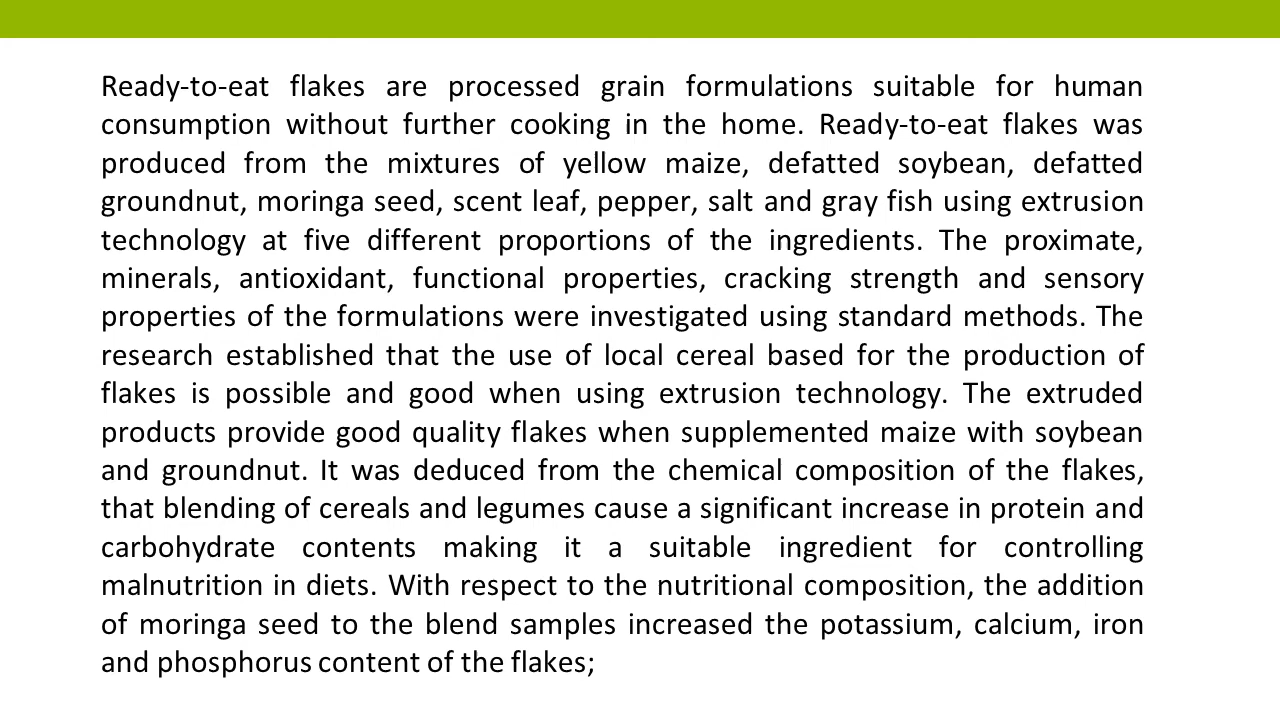 Ready-to-eat flakes are processed grain formulations suitable for human
consumption without further cooking in the home. Ready-to-eat flakes was
produced from the mixtures of yellow maize, defatted soybean, defatted
groundnut, moringa seed, scent leaf, pepper, salt and gray fish using extrusion
technology at five different proportions of the ingredients. The proximate,
minerals, antioxidant, functional properties, cracking strength and sensory
properties of the formulations were investigated using standard methods. The
research established that the use of local cereal based for the production of
flakes is possible and good when using extrusion technology. The extruded
products provide good quality flakes when supplemented maize with soybean
and groundnut. It was deduced from the chemical composition of the flakes,
that blending of cereals and legumes cause a significant increase in protein and
carbohydrate contents making it a suitable ingredient for controlling
malnutrition in diets. With respect to the nutritional composition, the addition
of moringa seed to the blend samples increased the potassium, calcium, iron
and phosphorus content of the flakes;